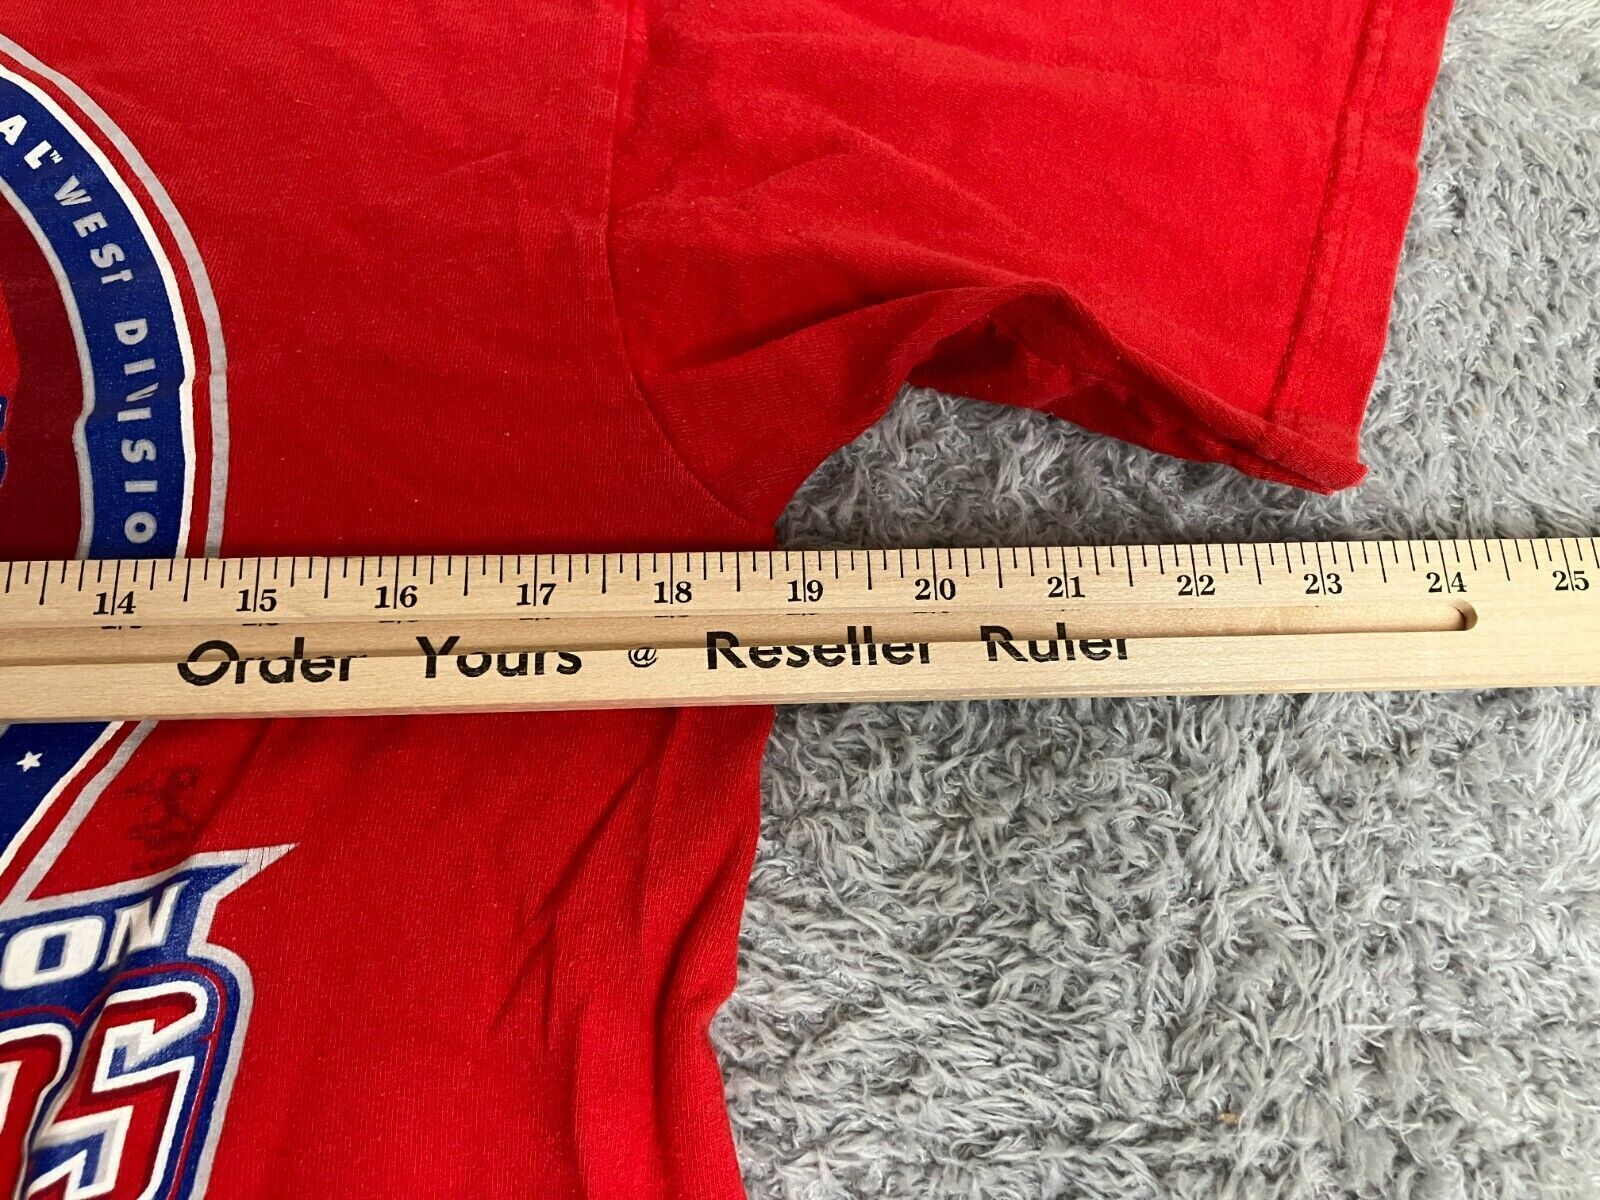 AL™ WEST DIVISIO
14 15 16 17 18 19 20 21 22 23 24 25
Order Yours @ Reseller Ruler
ON